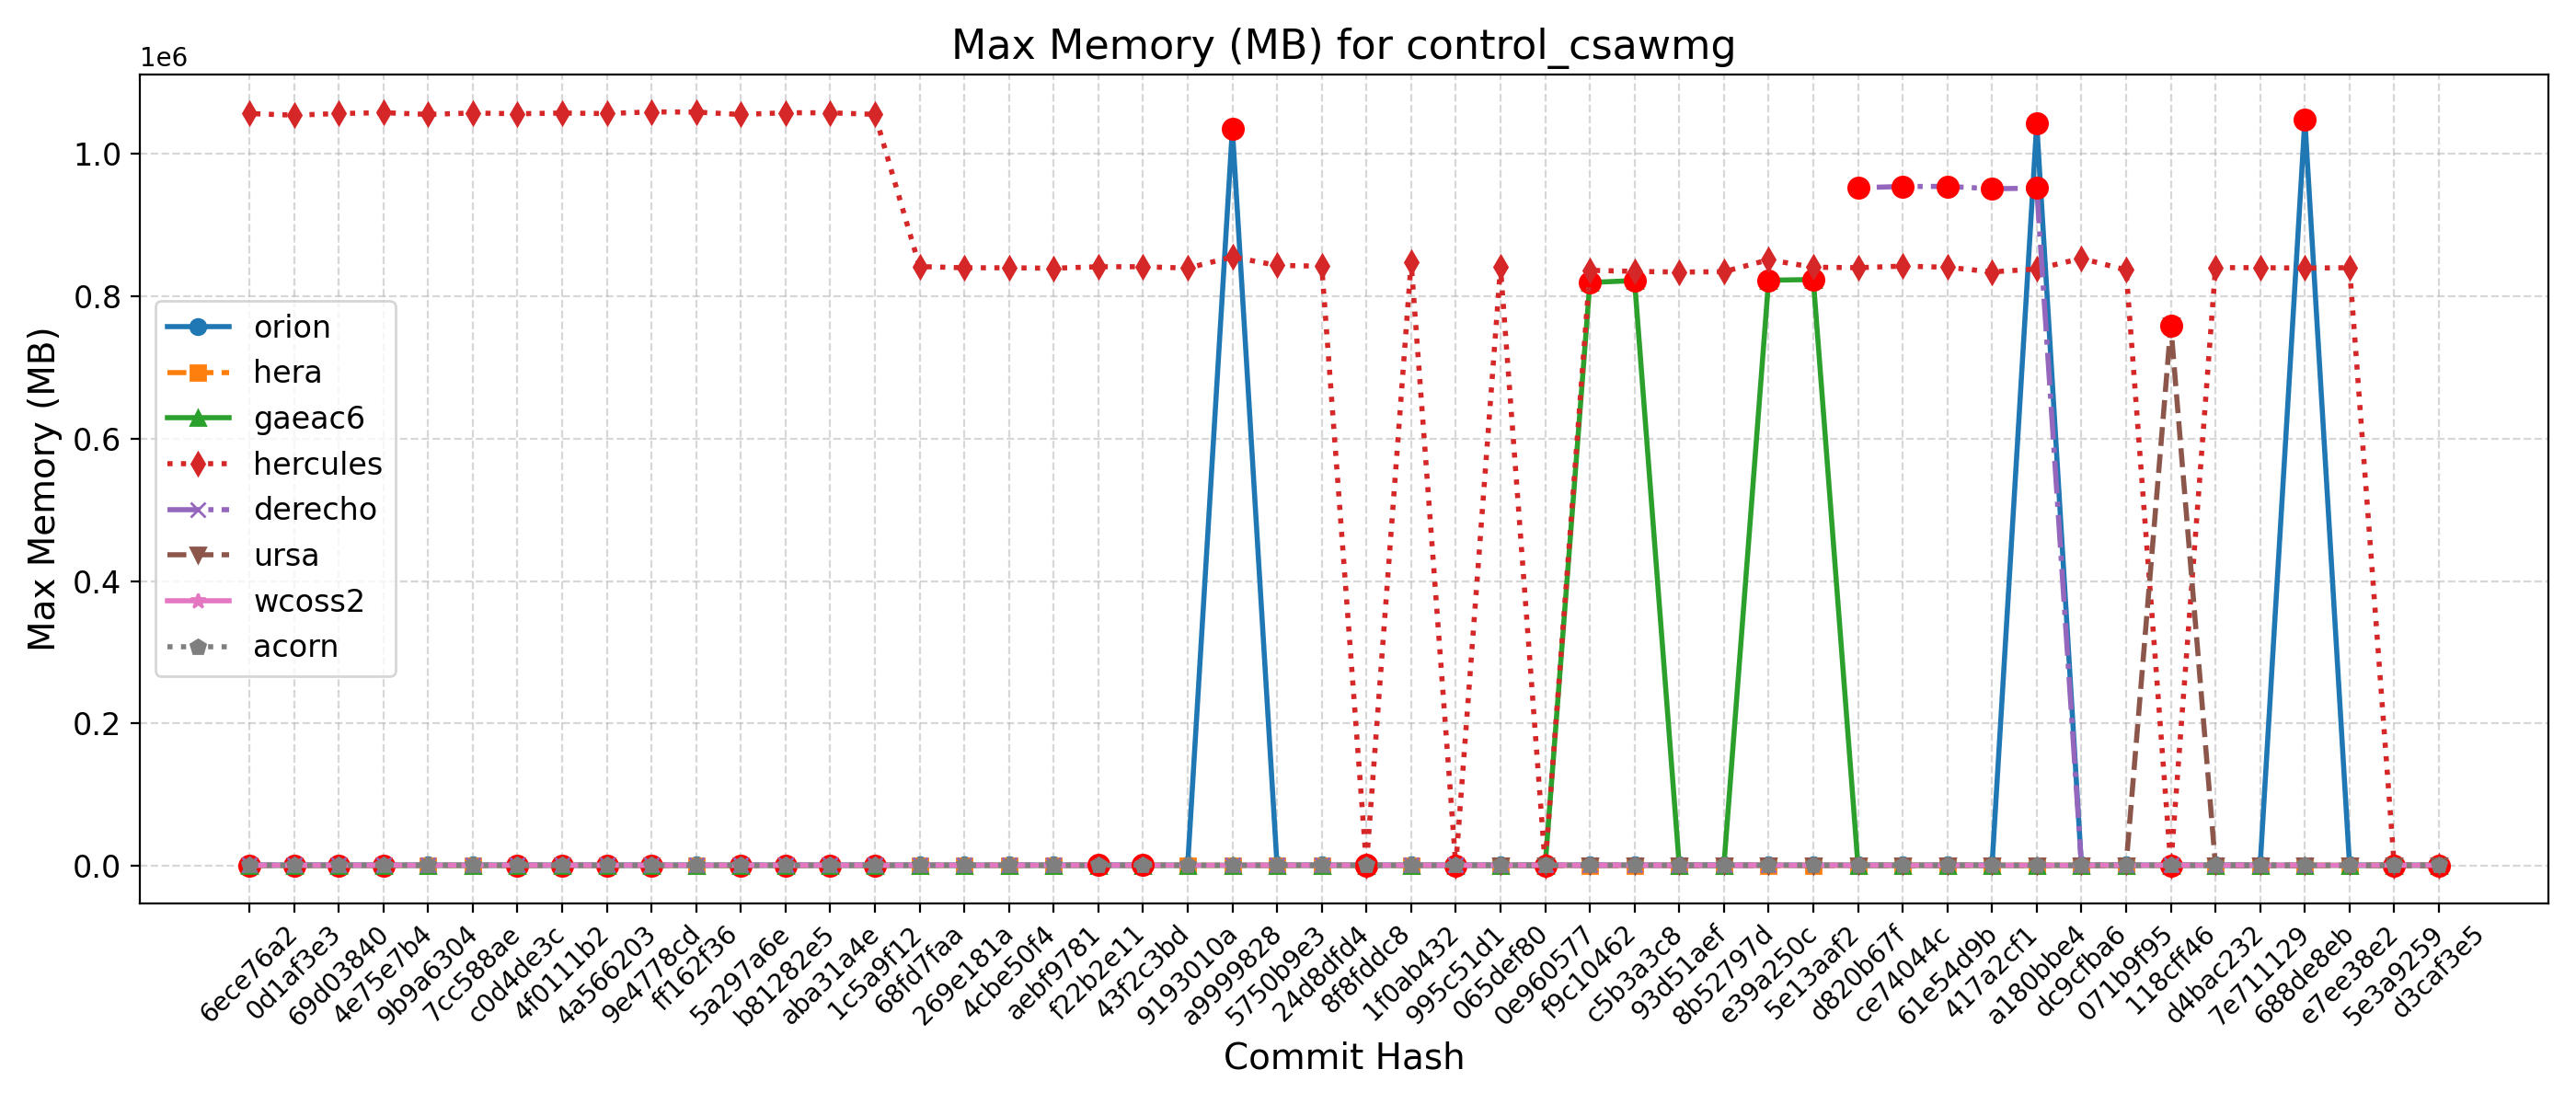 Max Memory (MB) for control_csawmg
1e6
1.0
0.8
0.6
0.4
0.2
0.0
Max Memory (MB)
orion
hera
gaeac6
hercules
derecho
ursa
wcoss2
acorn
6ece76a2
0d1af3e3
69d03840
4e75e7b4
9b9a6304
7cc588ae
c0d4de3c
4f0111b2
4a566203
9e4778cd
ff162f36
5a297a6e
b81282e5
aba31a4e
1c5a9f12
68fd7faa
269e181a
4cbe50f4
aebf9781
f22b2e11
43f2c3bd
9193010a
a9999828
5750b9e3
24d8dfd4
8f8fddc8
1f0ab432
995c51d1
065def80
0e960577
f9c10462
c5b3a3c8
93d51aef
8b52797d
e39a250c
5e13aaf2
d820b67f
ce74044c
61e54d9b
417a2cf1
a180bbe4
dc9cfba6
071b9f95
118cff46
d4bac232
7e711129
688de8eb
e7ee38e2
5e3a9259
d3caf3e5
Commit Hash